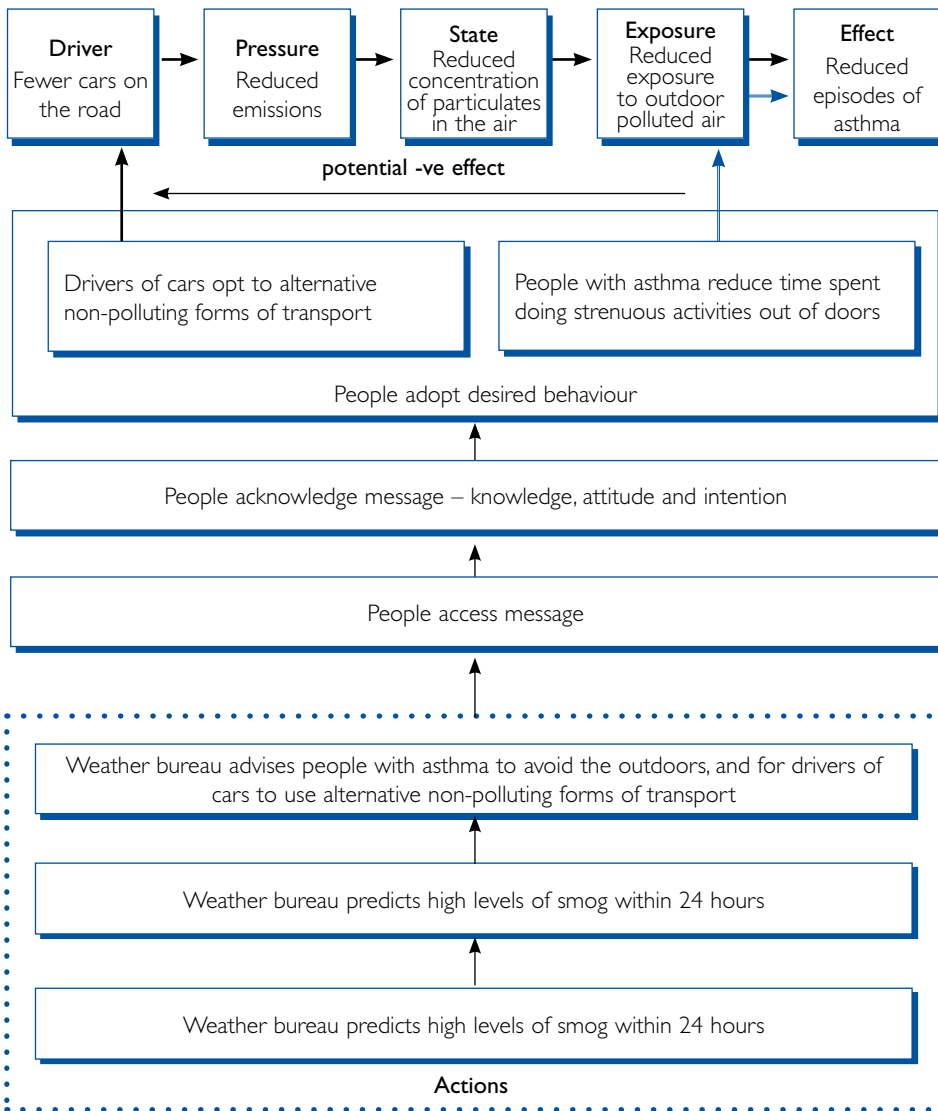 Driver
Fewer cars on
the road
Pressure
Reduced
emissions
State
Reduced
concentration
of particulates
in the air
Exposure
Reduced
exposure
to outdoor
polluted air
Effect
Reduced
episodes of
asthma
potential -ve effect
Drivers of cars opt to alternative
non-polluting forms of transport
People with asthma reduce time spent
doing strenuous activities out of doors
People adopt desired behaviour
People acknowledge message – knowledge, attitude and intention
People access message
Weather bureau advises people with asthma to avoid the outdoors, and for drivers of
cars to use alternative non-polluting forms of transport
Weather bureau predicts high levels of smog within 24 hours
Weather bureau predicts high levels of smog within 24 hours
Actions